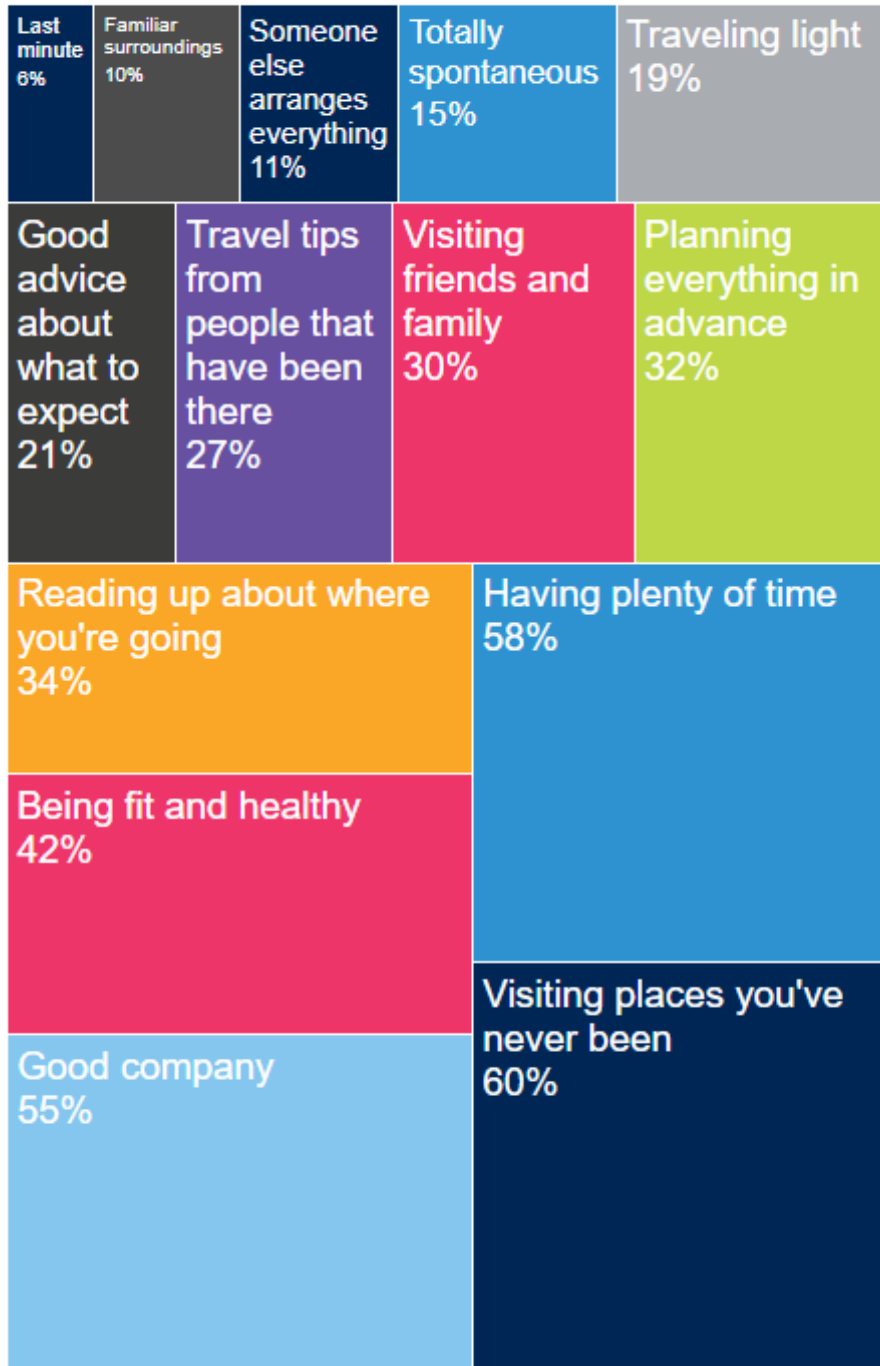 Last
minute
6%
Familiar
surroundings
10%
Someone
else
arranges
everything
11%
Totally
spontaneous
15%
Traveling light
19%
Good
advice
about
what to
expect
21%
Travel tips
from
people that
have been
there
27%
Visiting
friends and
family
30%
Planning
everything in
advance
32%
Reading up about where
you're going
34%
Having plenty of time
58%
Being fit and healthy
42%
Visiting places you've
never been
60%
Good company
55%